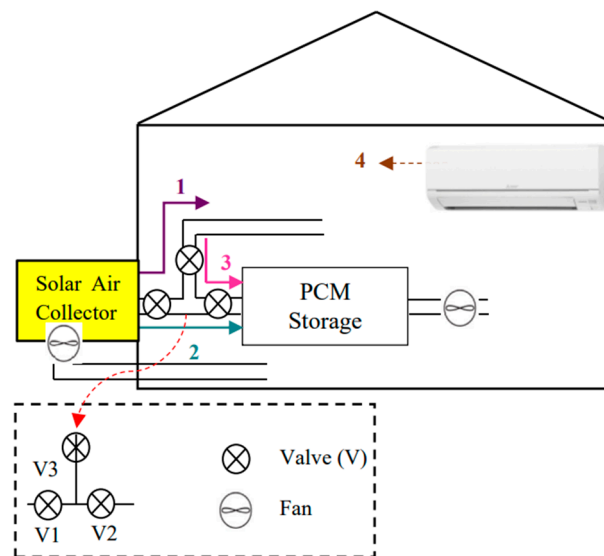 4
1
3
Solar Air
Collector
PCM
Storage
2
V3
V1
V2
Valve (V)
Fan